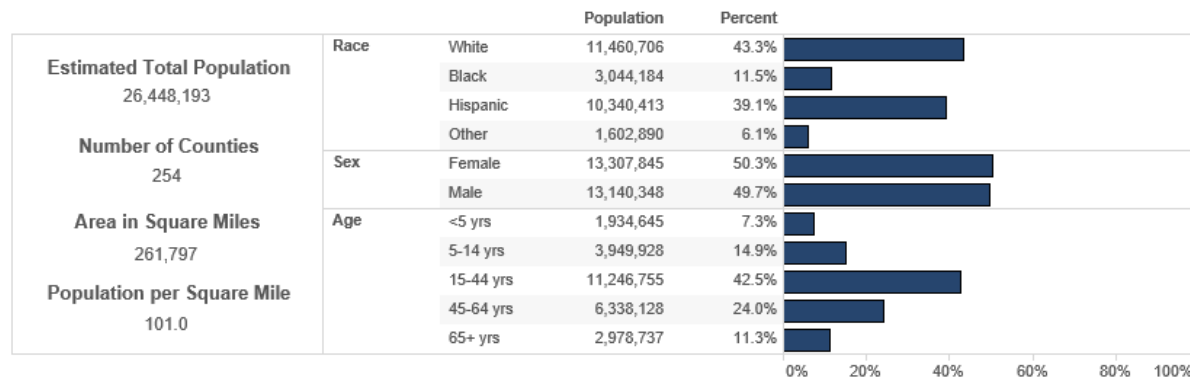 Population Percent
Estimated Total Population
26,448,193
Number of Counties
254
Area in Square Miles
261,797
Population per Square Mile
101.0
Race White 11,460,706 43.3%
Black 3,044,184 11.5%
Hispanic 10,340,413 39.1%
Other 1,602,890 6.1%
Sex Female 13,307,845 50.3%
Male 13,140,348 49.7%
Age <5 yrs 1,934,645 7.3%
5-14 yrs 3,949,928 14.9%
15-44 yrs 11,246,755 42.5%
45-64 yrs 6,338,128 24.0%
65+ yrs 2,978,737 11.3%
0% 20% 40% 60% 80% 100%